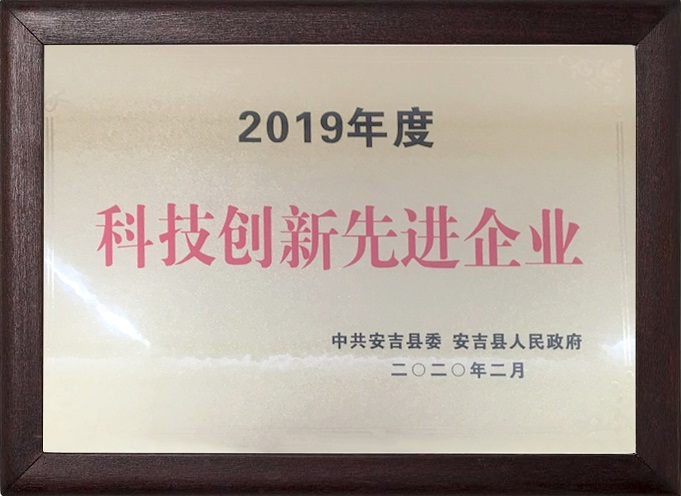 2019年度
科技创新先进企业
中共安吉县委 安吉县人民政府
二〇二〇年二月